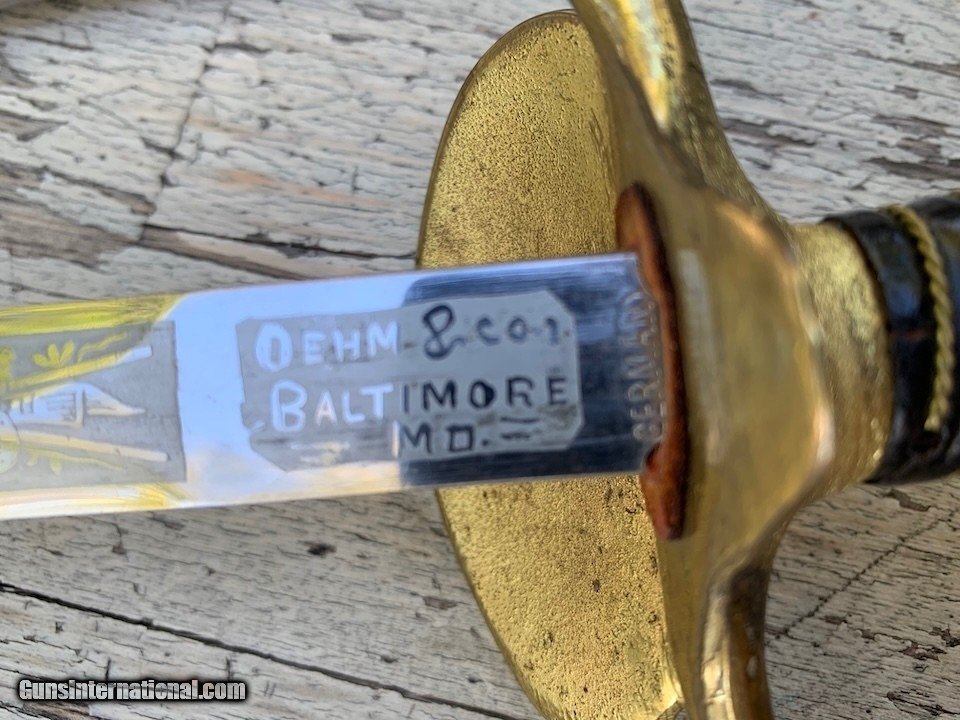 OEHM & CO.
BALTIMORE
MD.
GERMANY
GunsInternational.com